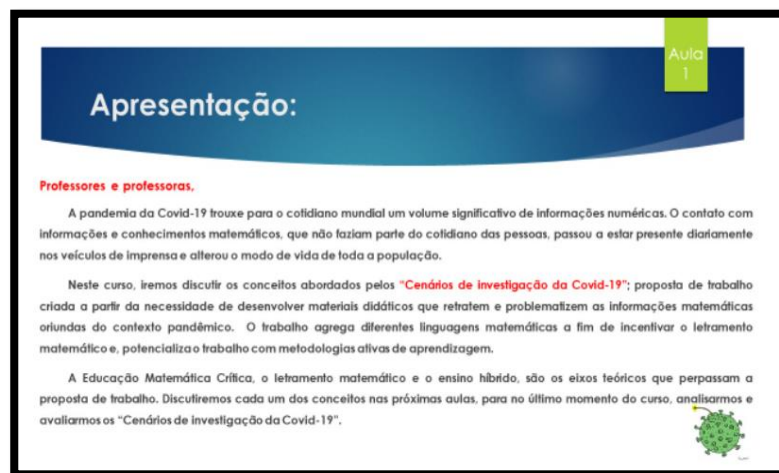 Aula
1
Apresentação:
Professores e professoras,
A pandemia da Covid-19 trouxe para o cotidiano mundial um volume significativo de informações numéricas. O contato com
informações e conhecimentos matemáticos, que não faziam parte do cotidiano das pessoas, passou a estar presente diariamente
nos veículos de imprensa e alterou o modo de vida de toda a população.
Neste curso, iremos discutir os conceitos abordados pelos “Cenários de investigação da Covid-19”; proposta de trabalho
criada a partir da necessidade de desenvolver materiais didáticos que retratem e problematizem as informações matemáticas
oriundas do contexto pandêmico. O trabalho agrega diferentes linguagens matemáticas a fim de incentivar o letramento
matemático e, potencializa o trabalho com metodologias ativas de aprendizagem.
A Educação Matemática Crítica, o letramento matemático e o ensino híbrido, são os eixos teóricos que perpassam a
proposta de trabalho. Discutiremos cada um dos conceitos nas próximas aulas, para no último momento do curso, analisarmos e
avaliarmos os “Cenários de investigação da Covid-19”.